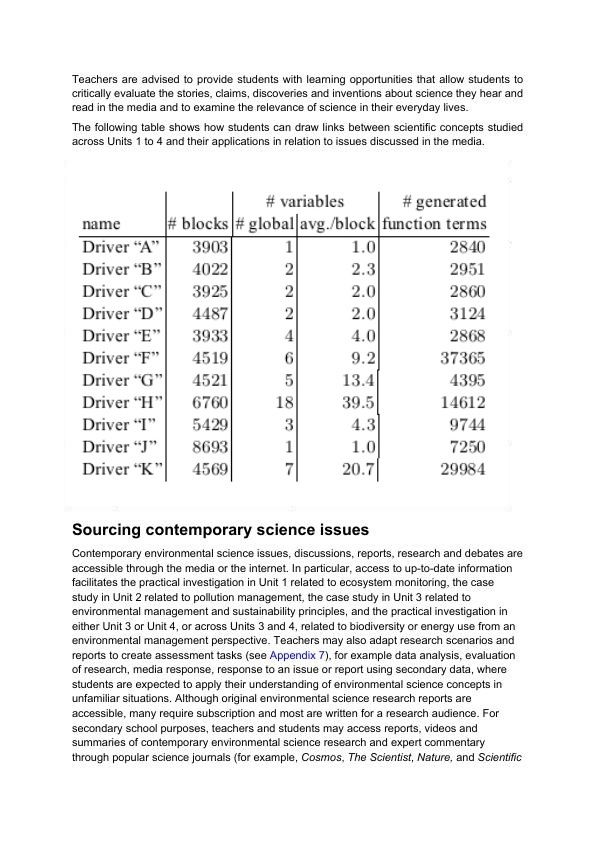 Teachers are advised to provide students with learning opportunities that allow students to
critically evaluate the stories, claims, discoveries and inventions about science they hear and
read in the media and to examine the relevance of science in their everyday lives.
The following table shows how students can draw links between scientific concepts studied
across Units 1 to 4 and their applications in relation to issues discussed in the media.
# variables # generated
name # blocks # global avg./block function terms
Driver “A” 3903 1 1.0 2840
Driver “B” 4022 2 2.3 2951
Driver “C” 3925 2 2.0 2860
Driver “D” 4487 2 2.0 3124
Driver “E” 3933 4 4.0 2868
Driver “F” 4519 6 9.2 37365
Driver “G” 4521 5 13.4 4395
Driver “H” 6760 18 39.5 14612
Driver “I” 5429 3 4.3 9744
Driver “J” 8693 1 1.0 7250
Driver “K” 4569 7 20.7 29984
Sourcing contemporary science issues
Contemporary environmental science issues, discussions, reports, research and debates are
accessible through the media or the internet. In particular, access to up-to-date information
facilitates the practical investigation in Unit 1 related to ecosystem monitoring, the case
study in Unit 2 related to pollution management, the case study in Unit 3 related to
environmental management and sustainability principles, and the practical investigation in
either Unit 3 or Unit 4, or across Units 3 and 4, related to biodiversity or energy use from an
environmental management perspective. Teachers may also adapt research scenarios and
reports to create assessment tasks (see Appendix 7), for example data analysis, evaluation
of research, media response, response to an issue or report using secondary data, where
students are expected to apply their understanding of environmental science concepts in
unfamiliar situations. Although original environmental science research reports are
accessible, many require subscription and most are written for a research audience. For
secondary school purposes, teachers and students may access reports, videos and
summaries of contemporary environmental science research and expert commentary
through popular science journals (for example, Cosmos, The Scientist, Nature, and Scientific